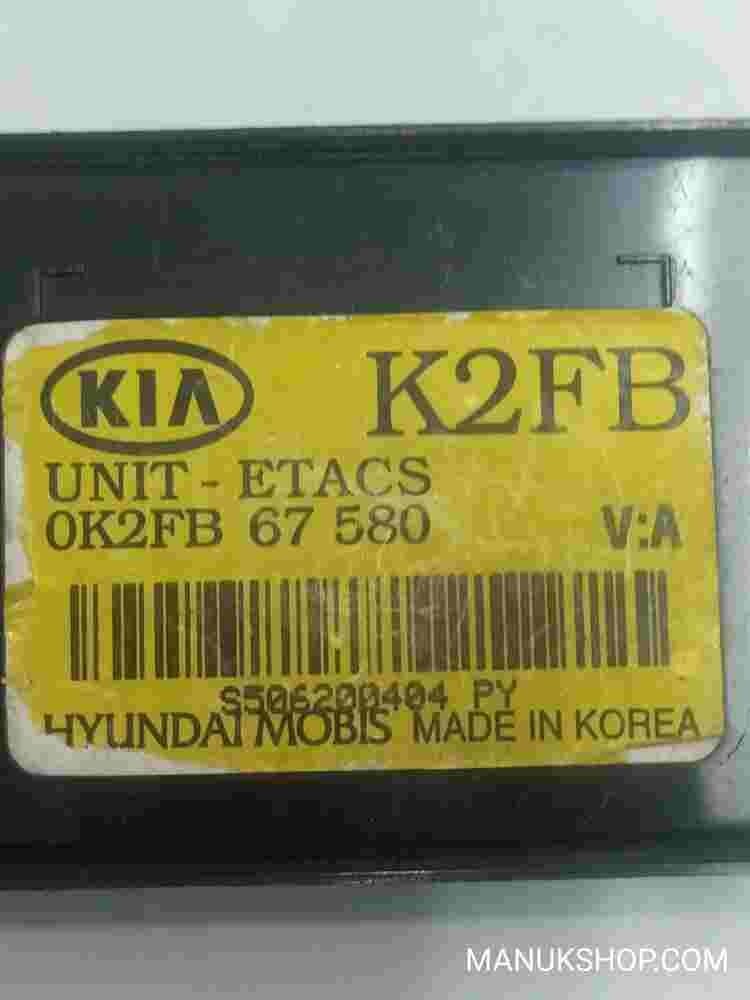 KIA K2FB
UNIT - ETACS
0K2FB 67 580 V:A
S506200404 PY
HYUNDAI MOBIS MADE IN KOREA
MANUKSHOP.COM